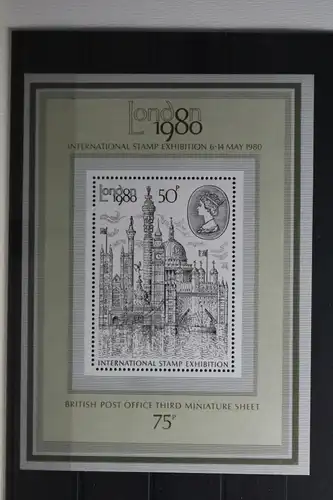 London
1980
INTERNATIONAL STAMP EXHIBITION 6-14 MAY 1980
London
1980
50P
INTERNATIONAL STAMP EXHIBITION
BRITISH POST OFFICE THIRD MINIATURE SHEET
75P